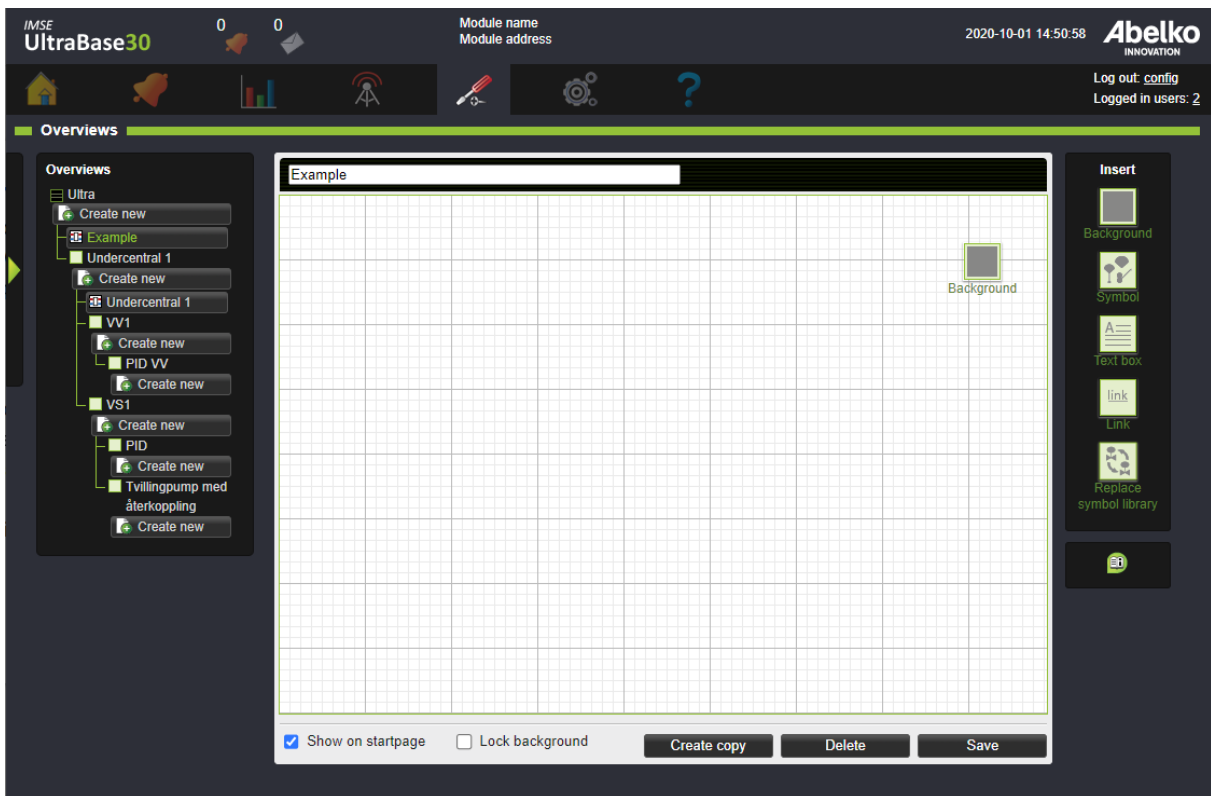 IMSE
UltraBase30
0
0
Module name
Module address
2020-10-01 14:50:58
Abelko
INNOVATION
?
Log out: config
Logged in users: 2
Overviews
Overviews
Ultra
Create new
Example
Undercentral 1
Create new
Undercentral 1
VV1
Create new
PID VV
Create new
VS1
Create new
PID
Create new
Tvillingpump med
återkoppling
Create new
Example
Background
Show on startpage
Lock background
Create copy
Delete
Save
Insert
Background
Symbol
A
Text box
link
Link
Replace
symbol library